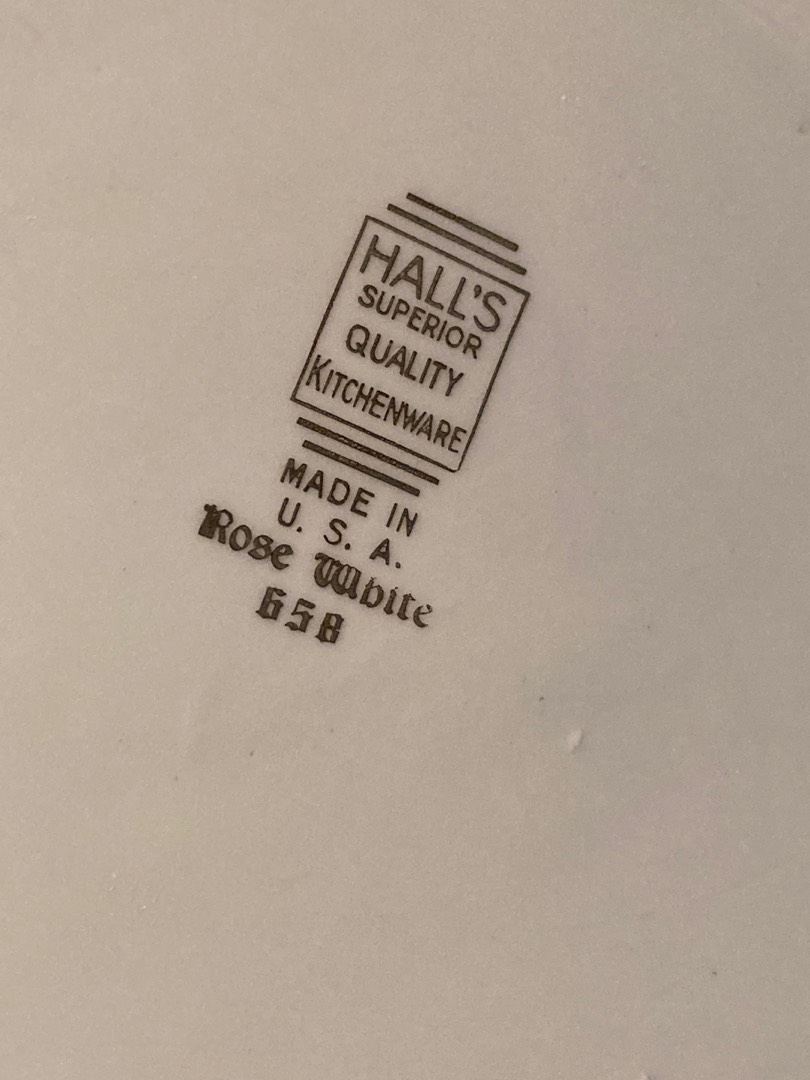 HALL'S
SUPERIOR
QUALITY
KITCHENWARE
MADE IN
U. S. A.
Rose White
658